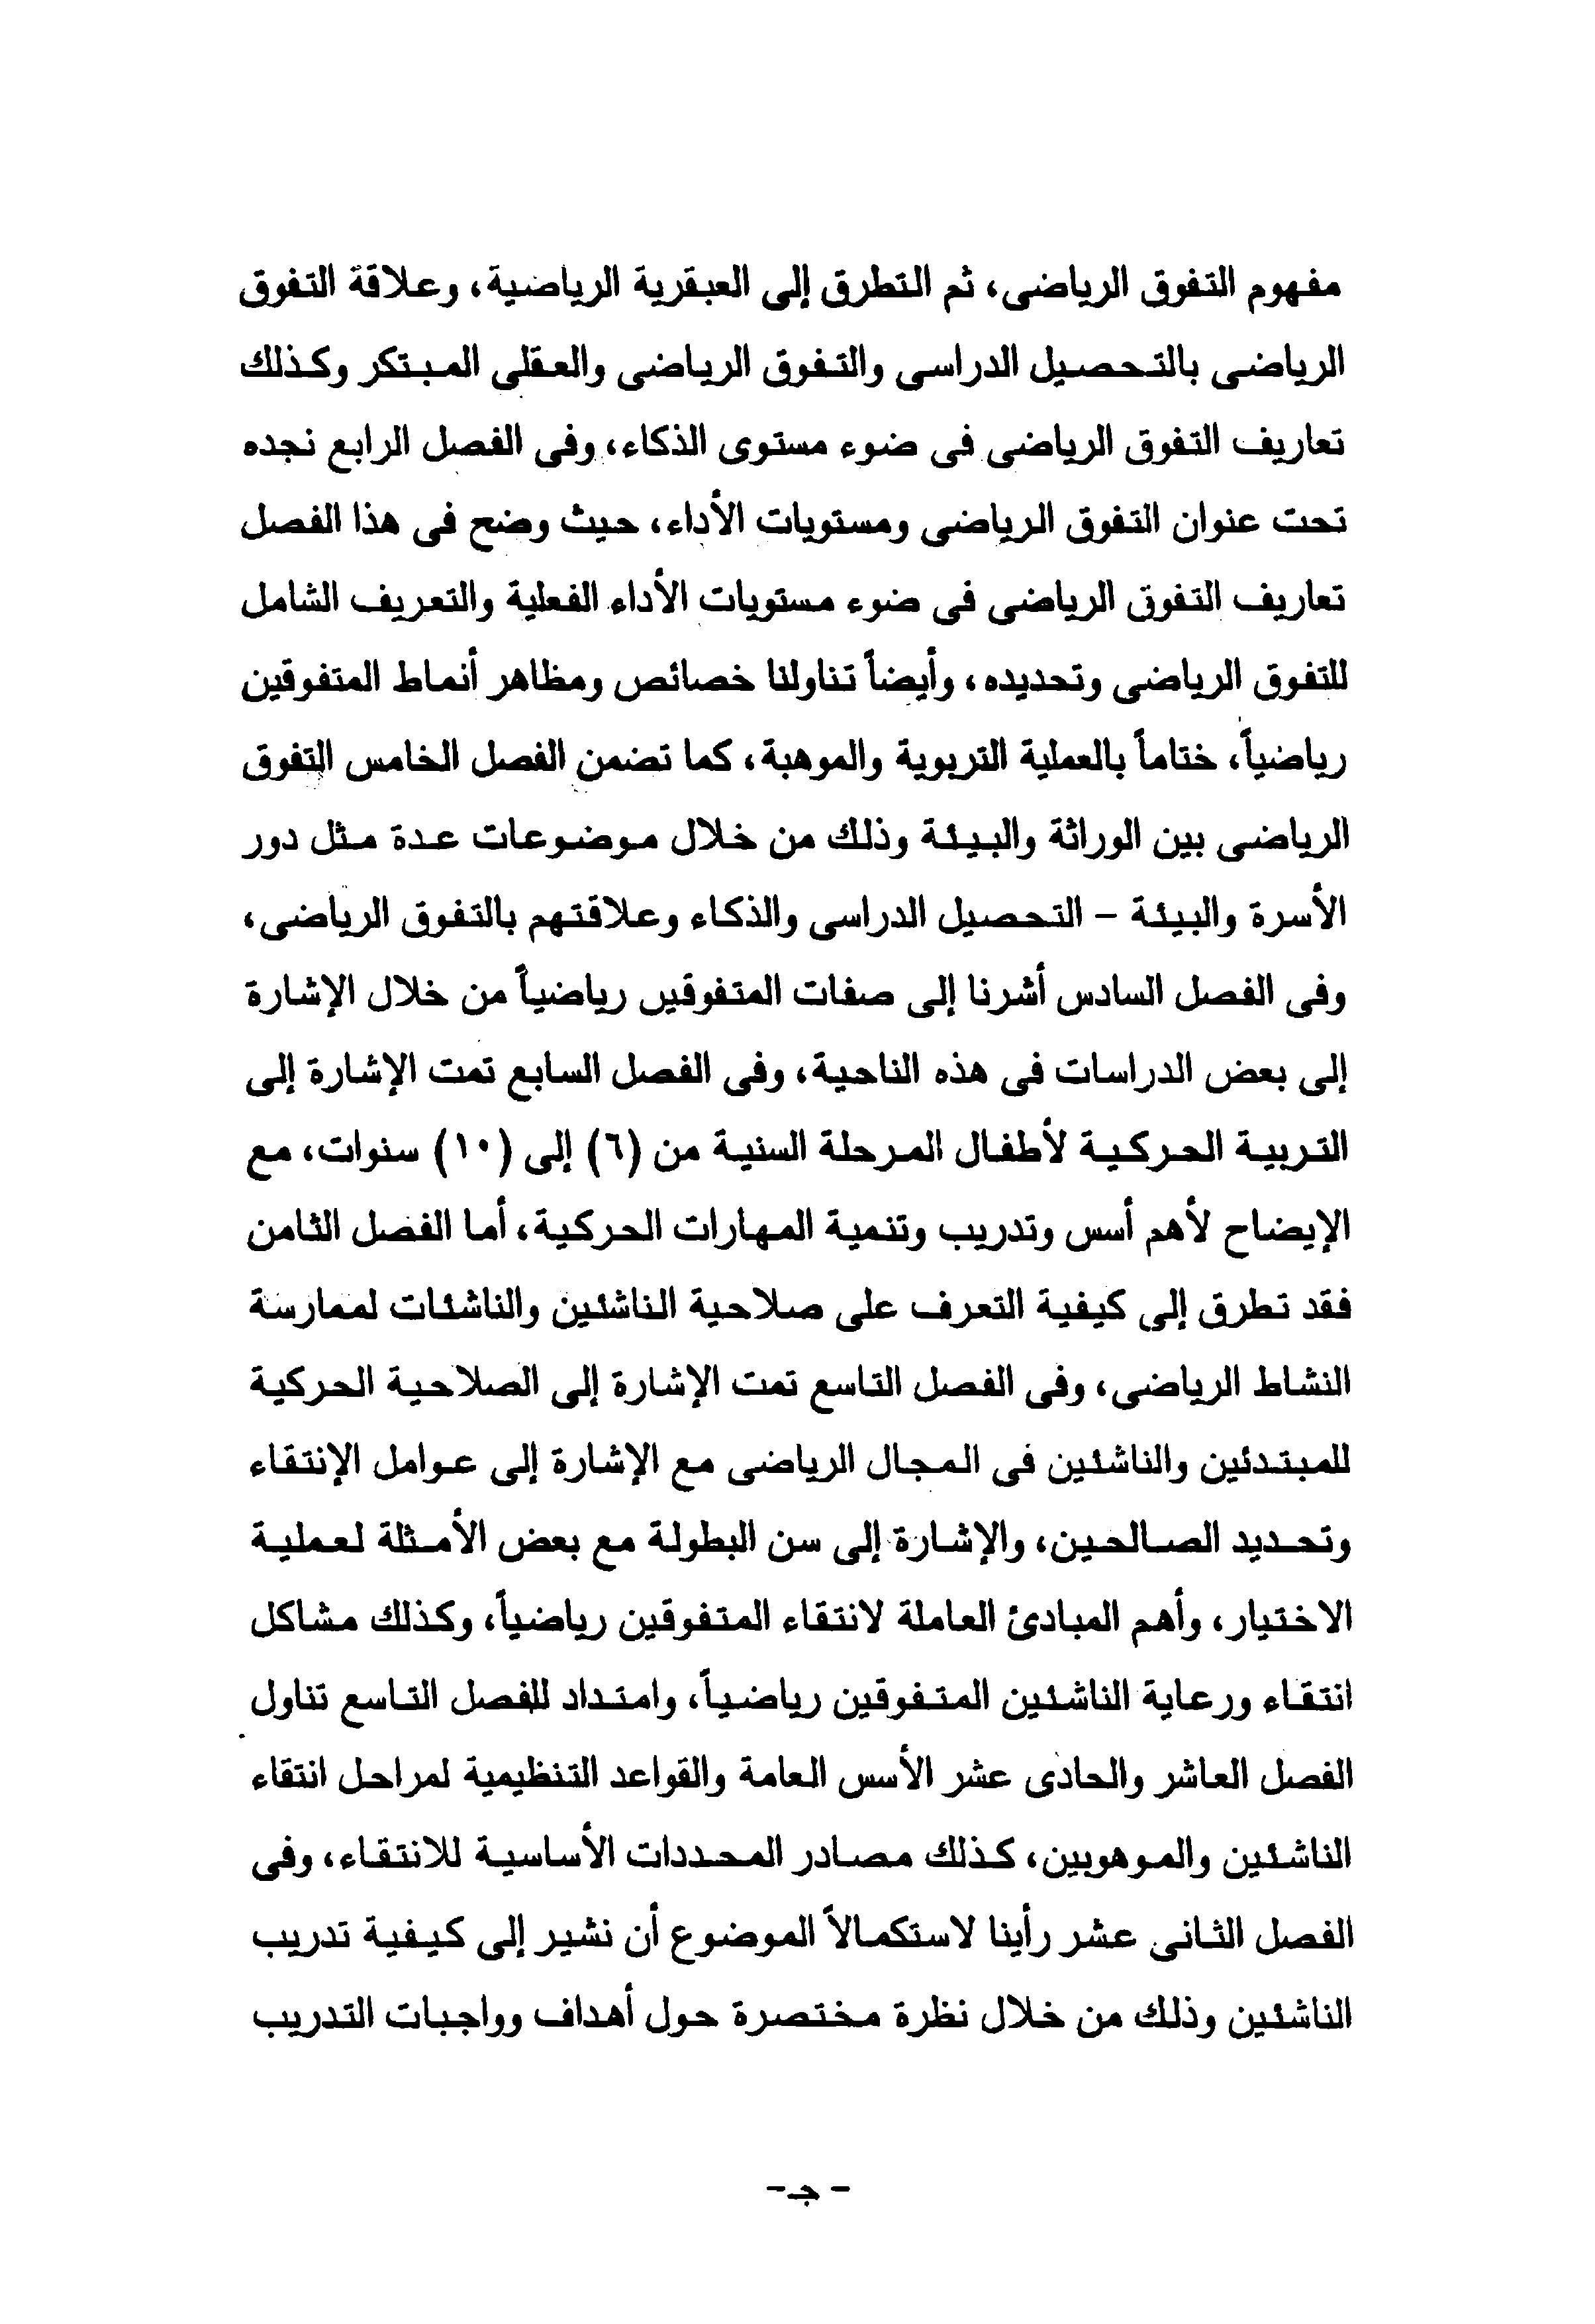 مفهوم التفوق الرياضى، ثم التطرق إلى العبقرية الرياضية، وعلاقة التفوق
الرياضى بالتحصيل الدراسى والتفوق الرياضى والعقلى المبتكر وكذلك
تعاريف التفوق الرياضى فى ضوء مستوى الذكاء، وفى الفصل الرابع نجده
تحت عنوان التفوق الرياضى ومستويات الأداء، حيث وضح فى هذا الفصل
تعاريف التفوق الرياضى فى ضوء مستويات الأداء الفعلية والتعريف الشامل
للتفوق الرياضى وتحديده، وأيضاً تناولنا خصائص ومظاهر أنماط المتفوقين
رياضياً، ختاماً بالعملية التربوية والموهبة، كما تضمن الفصل الخامس التفوق
الرياضى بين الوراثة والبيئة وذلك من خلال موضوعات عدة مثل دور
الأسرة والبيئة - التحصيل الدراسى والذكاء وعلاقتهم بالتفوق الرياضى،
وفى الفصل السادس أشرنا إلى صفات المتفوقين رياضياً من خلال الإشارة
إلى بعض الدراسات فى هذه الناحية، وفى الفصل السابع تمت الإشارة إلى
التربية الحركية لأطفال المرحلة السنية من (٦) إلى (١٠) سنوات، مع
الإيضاح لأهم أسس وتدريب وتنمية المهارات الحركية، أما الفصل الثامن
فقد تطرق إلى كيفية التعرف على صلاحية الناشئين والناشئات لممارسة
النشاط الرياضى، وفى الفصل التاسع تمت الإشارة إلى الصلاحية الحركية
للمبتدئين والناشئين فى المجال الرياضى مع الإشارة إلى عوامل الإنتقاء
وتحديد الصالحين، والإشارة إلى سن البطولة مع بعض الأمثلة لعملية
الاختيار، وأهم المبادئ العاملة لانتقاء المتفوقين رياضياً، وكذلك مشاكل
انتقاء ورعاية الناشئين المتفوقين رياضياً، وامتداد للفصل التاسع تناول
الفصل العاشر والحادى عشر الأسس العامة والقواعد التنظيمية لمراحل انتقاء
الناشئين والموهوبين، كذلك مصادر المحددات الأساسية للانتقاء، وفى
الفصل الثانى عشر رأينا لاستكمالاً الموضوع أن نشير إلى كيفية تدريب
الناشئين وذلك من خلال نظرة مختصرة حول أهداف وواجبات التدريب
- جـ -